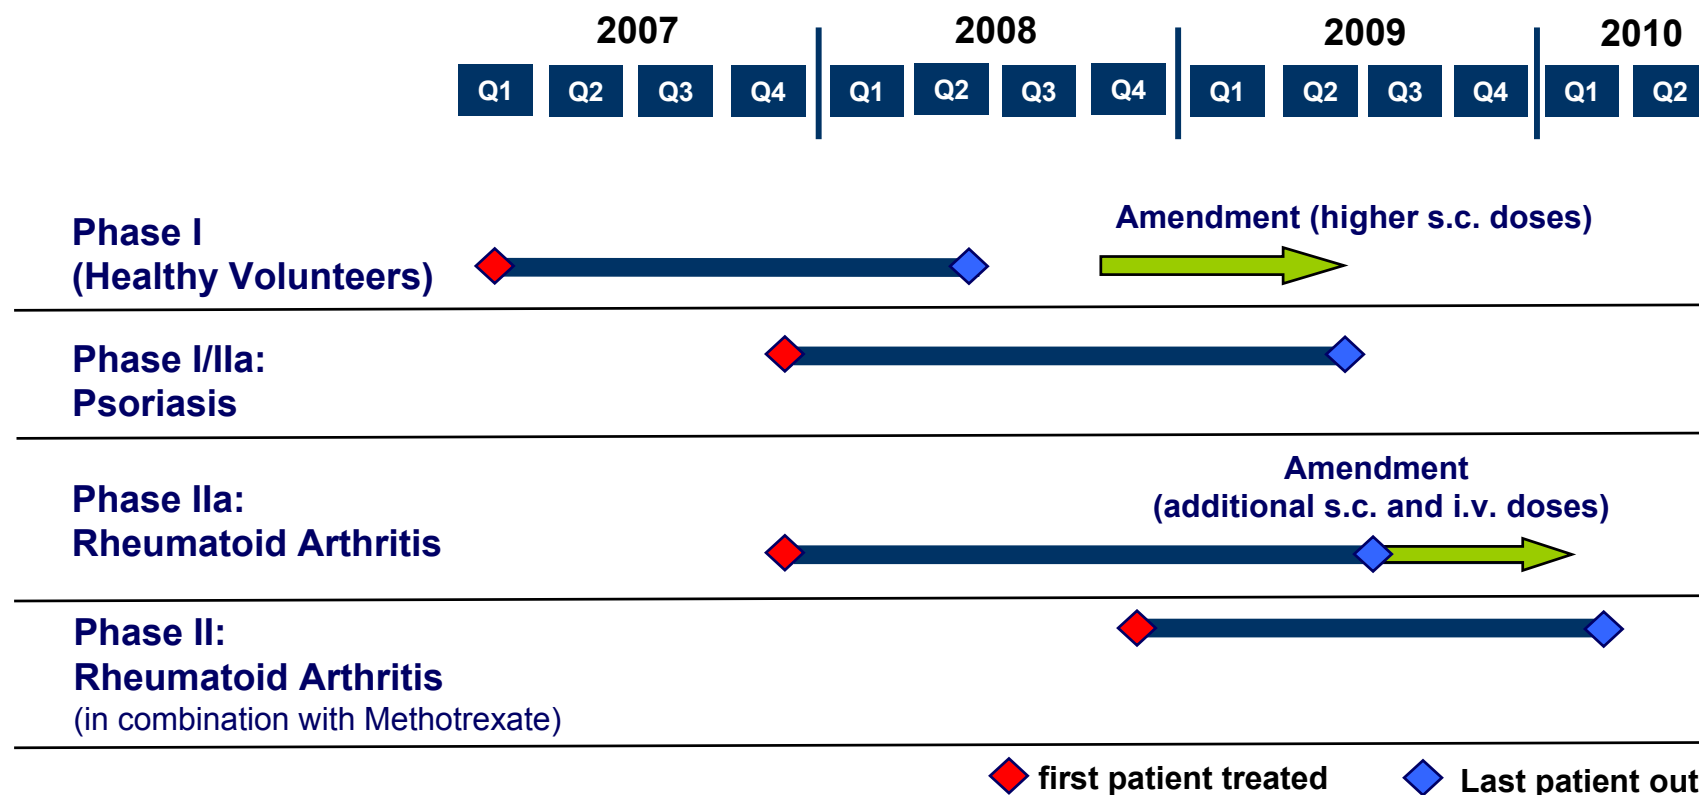 2007 2008 2009 2010
Q1 Q2 Q3 Q4 Q1 Q2 Q3 Q4 Q1 Q2 Q3 Q4 Q1 Q2
Phase I
(Healthy Volunteers)
Amendment (higher s.c. doses)
Phase I/IIa:
Psoriasis
Phase IIa:
Rheumatoid Arthritis
Amendment
(additional s.c. and i.v. doses)
Phase II:
Rheumatoid Arthritis
(in combination with Methotrexate)
first patient treated
Last patient out